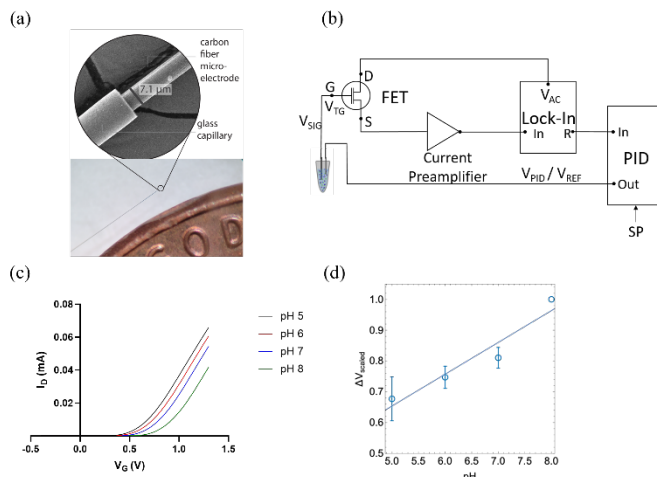 (a)
carbon
fiber
micro-
electrode
7.1 μm
glass
capillary
(b)
D
G
FET
V_TG
V_SIG
S
Current
Preamplifier
V_AC
Lock-In
In R
In
PID
V_PID / V_REF
Out
SP
(c)
I_D (mA)
0.08
0.06
0.04
0.02
-0.5 0.0 0.5 1.0 1.5
V_G (V)
pH 5
pH 6
pH 7
pH 8
(d)
ΔV_scaled
1.0
0.9
0.8
0.7
0.6
0.5
5.0 5.5 6.0 6.5 7.0 7.5 8.0
pH